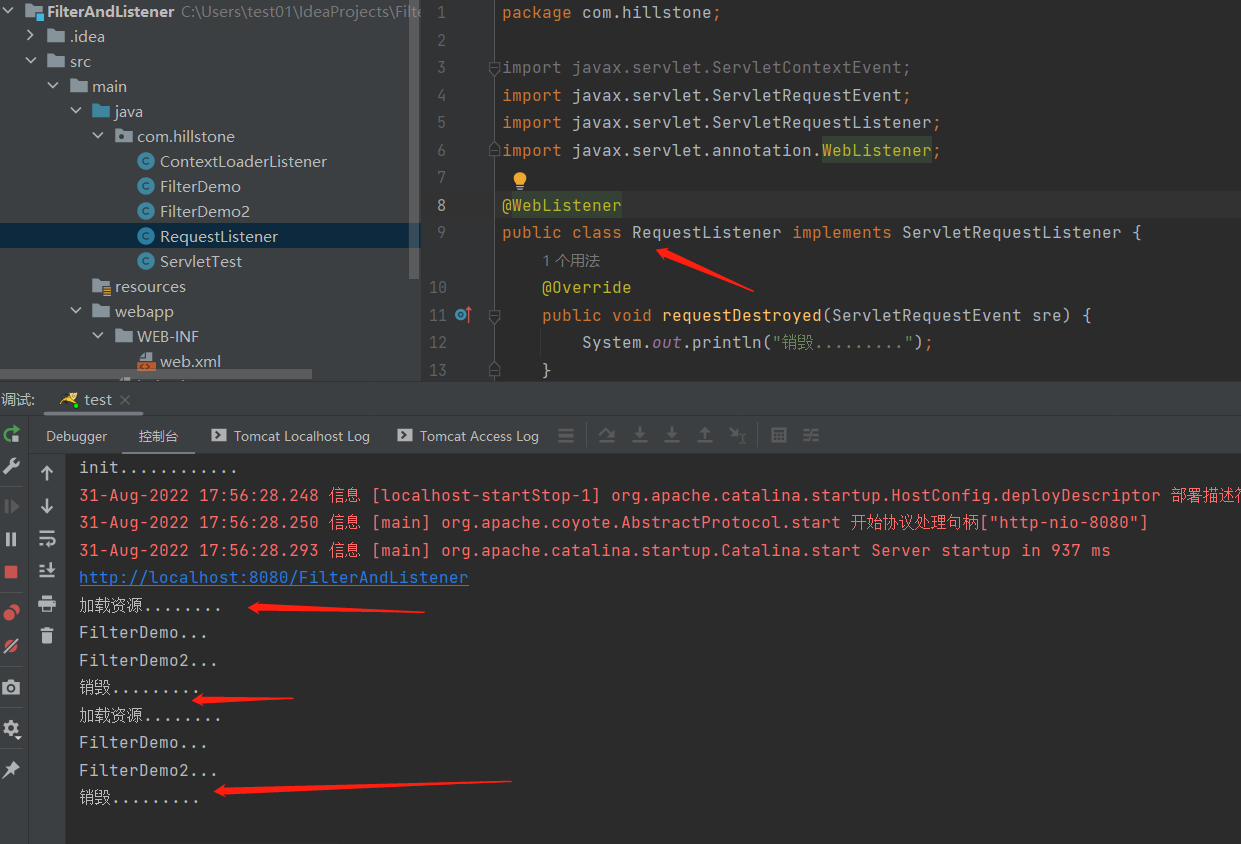 FilterAndListener C:\Users\test01\IdeaProjects\Filte
.idea
src
main
java
com.hillstone
ContextLoaderListener
FilterDemo
FilterDemo2
RequestListener
ServletTest
resources
webapp
WEB-INF
web.xml
1 package com.hillstone;
2
3 import javax.servlet.ServletContextEvent;
4 import javax.servlet.ServletRequestEvent;
5 import javax.servlet.ServletRequestListener;
6 import javax.servlet.annotation.WebListener;
7
8 @WebListener
9 public class RequestListener implements ServletRequestListener {
1 个用法
10 @Override
11 public void requestDestroyed(ServletRequestEvent sre) {
12 System.out.println("销毁.........");
13 }
调试: test
Debugger 控制台 Tomcat Localhost Log Tomcat Access Log
init............
31-Aug-2022 17:56:28.248 信息 [localhost-startStop-1] org.apache.catalina.startup.HostConfig.deployDescriptor 部署描述符
31-Aug-2022 17:56:28.250 信息 [main] org.apache.coyote.AbstractProtocol.start 开始协议处理句柄["http-nio-8080"]
31-Aug-2022 17:56:28.293 信息 [main] org.apache.catalina.startup.Catalina.start Server startup in 937 ms
http://localhost:8080/FilterAndListener
加载资源........
FilterDemo...
FilterDemo2...
销毁.........
加载资源........
FilterDemo...
FilterDemo2...
销毁.........